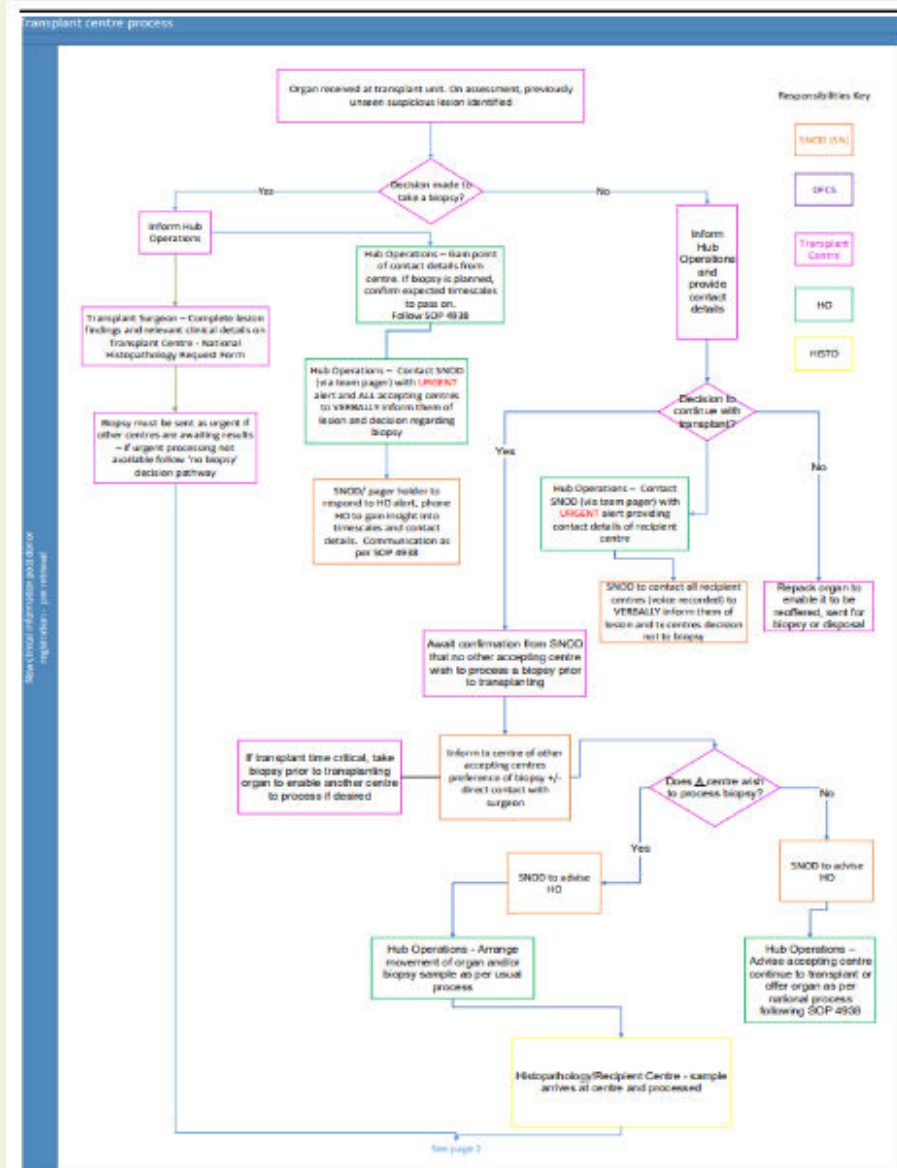 Transplant centre process
Organ received at transplant unit. On assessment, previously
unseen suspicious lesion identified
Responsibilities Key
SNOD (SN)
OFCS
Transplant
Centre
HO
HISTO
Decision made to
take a biopsy?
Yes
No
Inform Hub
Operations
Hub Operations – Gain point
of contact details from
centre. If biopsy is planned,
confirm expected timescales
to pass on.
Follow SOP 4938
Inform
Hub
Operations
and
provide
contact
details
Transplant Surgeon – Complete lesion
findings and relevant clinical details on
Transplant Centre - National
Histopathology Request Form
Hub Operations – Contact SNOD
(via team pager) with URGENT
alert and ALL accepting centres
to VERBALLY inform them of
lesion and decision regarding
biopsy
Biopsy must be sent as urgent if
other centres are awaiting results
– if urgent processing not
available follow 'no biopsy'
decision pathway
Decision to
continue with
transplant?
Yes
No
SNOD/ pager holder to
respond to HO alert, phone
HO to gain insight into
timescales and contact
details. Communication as
per SOP 4938
Hub Operations – Contact
SNOD (via team pager) with
URGENT alert providing
contact details of recipient
centre
SNOD to contact all recipient
centres (voice recorded) to
VERBALLY inform them of
lesion and tx centres decision
not to biopsy
Repack organ to
enable it to be
reoffered, sent for
biopsy or disposal
New clinical information post donor
registration -
retrieval
Await confirmation from SNOD
that no other accepting centre
wish to process a biopsy prior
to transplanting
If transplant time critical, take
biopsy prior to transplanting
organ to enable another centre
to process if desired
Inform tx centre of other
accepting centres
preference of biopsy +/-
direct contact with
surgeon
Does A centre wish
to process biopsy?
Yes
No
SNOD to advise
HO
SNOD to advise
HO
Hub Operations - Arrange
movement of organ and/or
biopsy sample as per usual
process
Hub Operations –
Advise accepting centre
continue to transplant or
offer organ as per
national process
following SOP 4938
Histopathology/Recipient Centre - sample
arrives at centre and processed
See page 2